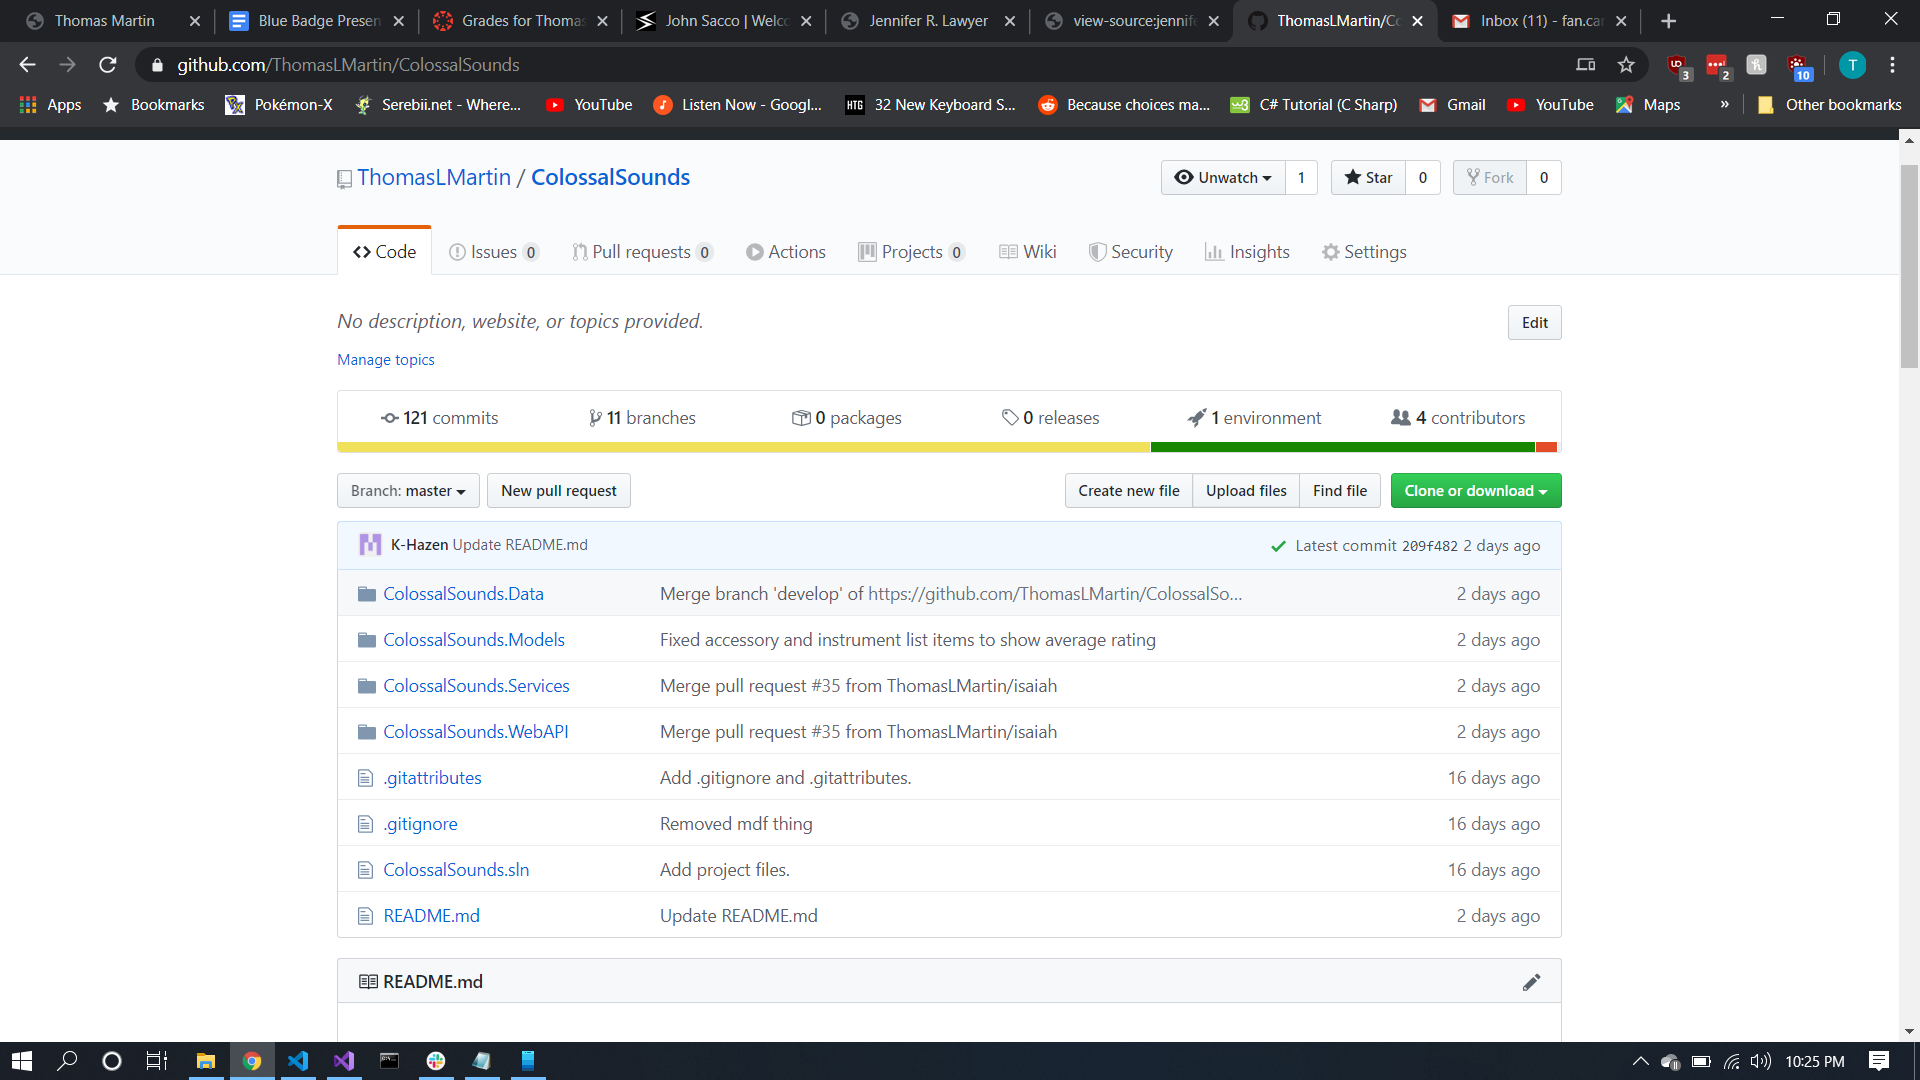 Thomas Martin
Blue Badge Presen
Grades for Thomas
John Sacco | Welco
Jennifer R. Lawyer
view-source:jennife
ThomasLMartin/Co
Inbox (11) - fan.car
github.com/ThomasLMartin/ColossalSounds
3
2
10
T
Apps
Bookmarks
Pokémon-X
Serebii.net - Where...
YouTube
Listen Now - Googl...
HTG
32 New Keyboard S...
Because choices ma...
C# Tutorial (C Sharp)
Gmail
YouTube
Maps
»
Other bookmarks
ThomasLMartin / ColossalSounds
Unwatch 1
Star 0
Fork 0
Code
Issues 0
Pull requests 0
Actions
Projects 0
Wiki
Security
Insights
Settings
No description, website, or topics provided.
Edit
Manage topics
121 commits
11 branches
0 packages
0 releases
1 environment
4 contributors
Branch: master
New pull request
Create new file
Upload files
Find file
Clone or download
K-Hazen Update README.md
Latest commit 209f482 2 days ago
ColossalSounds.Data Merge branch 'develop' of https://github.com/ThomasLMartin/ColossalSo... 2 days ago
ColossalSounds.Models Fixed accessory and instrument list items to show average rating 2 days ago
ColossalSounds.Services Merge pull request #35 from ThomasLMartin/isaiah 2 days ago
ColossalSounds.WebAPI Merge pull request #35 from ThomasLMartin/isaiah 2 days ago
.gitattributes Add .gitignore and .gitattributes. 16 days ago
.gitignore Removed mdf thing 16 days ago
ColossalSounds.sln Add project files. 16 days ago
README.md Update README.md 2 days ago
README.md
10:25 PM